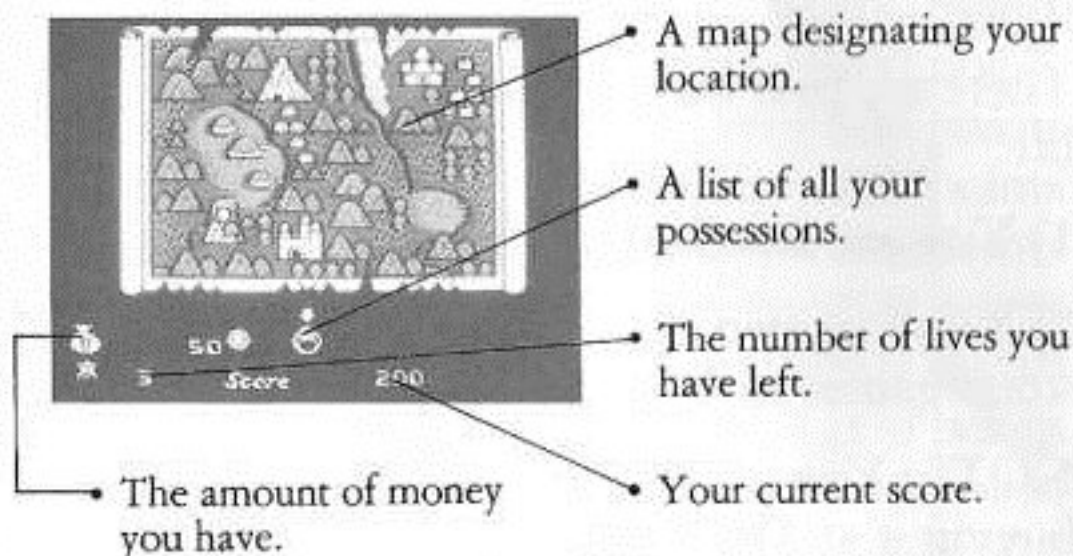 A map designating your
location.
A list of all your
possessions.
50
The number of lives you
have left.
3 Score 200
The amount of money
you have.
Your current score.